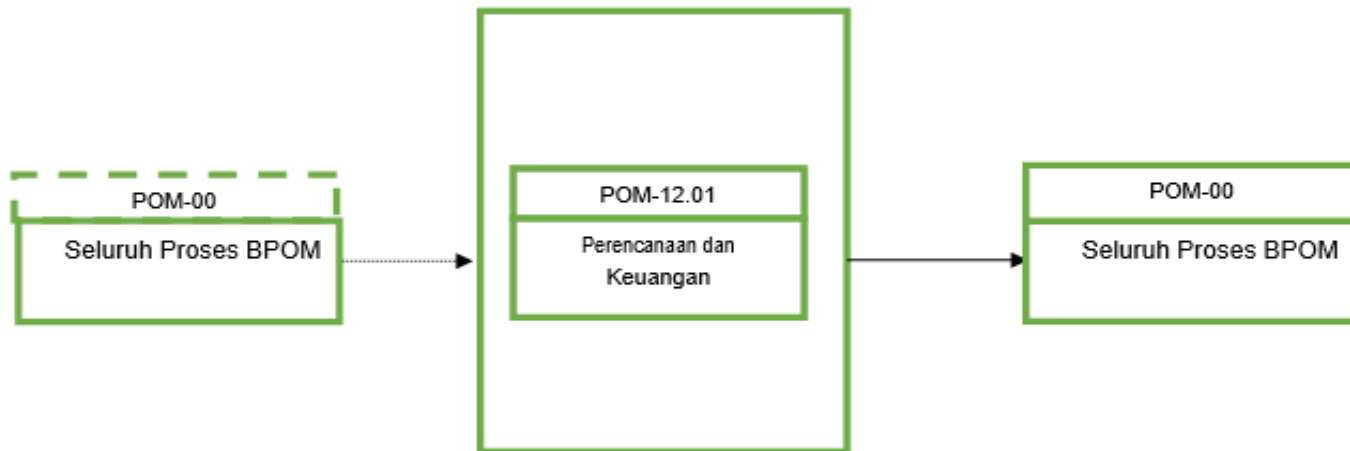 POM-00
Seluruh Proses BPOM
POM-12.01
Perencanaan dan
Keuangan
POM-00
Seluruh Proses BPOM